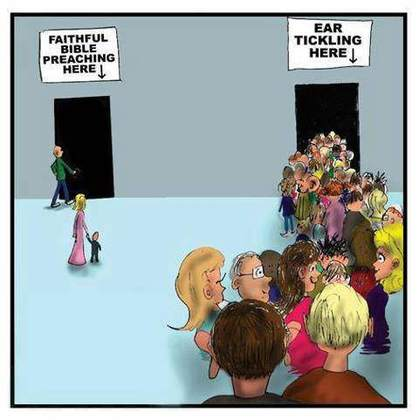 FAITHFUL
BIBLE
PREACHING
HERE↓
EAR
TICKLING
HERE↓